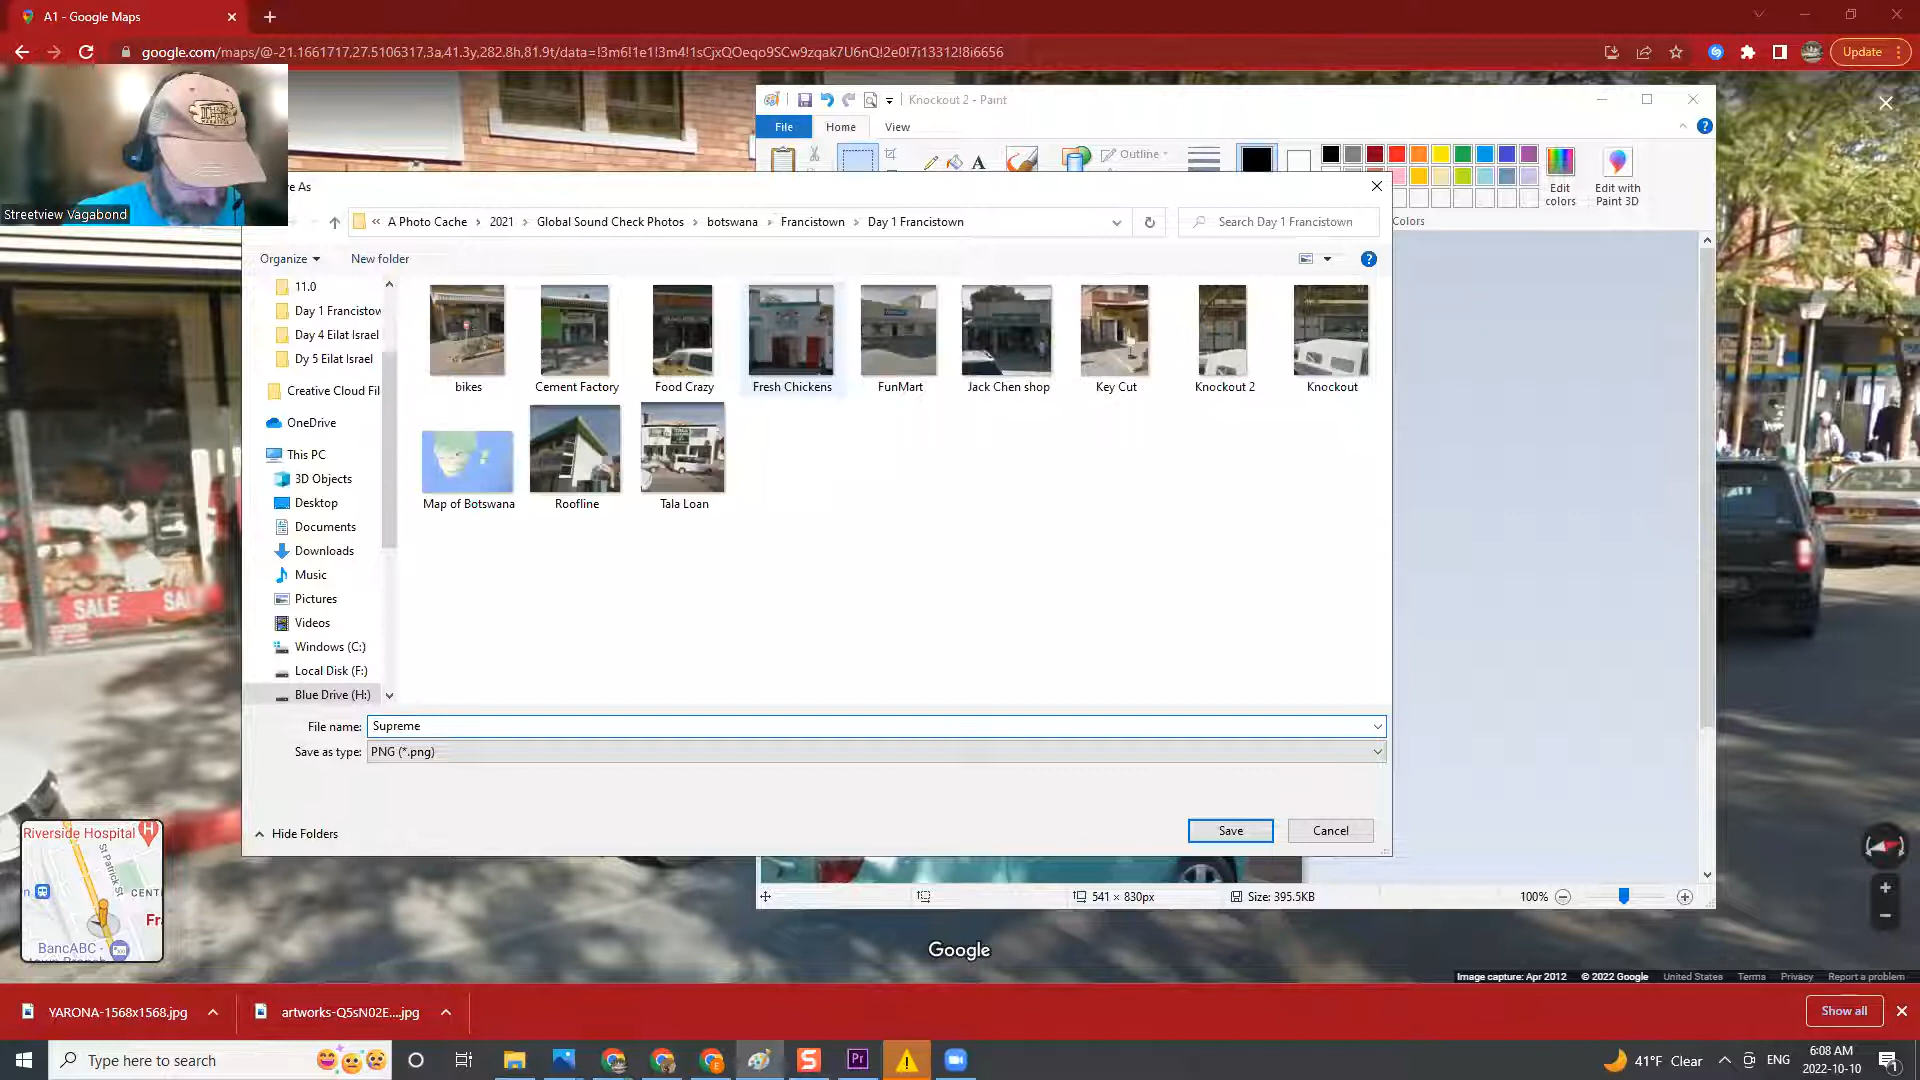 A1 - Google Maps
google.com/maps/@-21.1661717,27.5106317,3a,41.3y,282.8h,81.9t/data=!3m6!1e1!3m4!1sCjxQOeqo9SCw9zqak7U6nQ!2e0!7i13312!8i6656
Update
Streetview Vagabond
Knockout 2 - Paint
File
Home
View
Outline
Edit colors
Edit with Paint 3D
Colors
e As
« A Photo Cache > 2021 > Global Sound Check Photos > botswana > Francistown > Day 1 Francistown
Search Day 1 Francistown
Organize
New folder
11.0
Day 1 Francistow
Day 4 Eilat Israel
Dy 5 Eilat Israel
Creative Cloud Fil
OneDrive
This PC
3D Objects
Desktop
Documents
Downloads
Music
Pictures
Videos
Windows (C:)
Local Disk (F:)
Blue Drive (H:)
bikes
Cement Factory
Food Crazy
Fresh Chickens
FunMart
Jack Chen shop
Key Cut
Knockout 2
Knockout
Map of Botswana
Roofline
Tala Loan
File name: Supreme
Save as type: PNG (*.png)
Hide Folders
Save
Cancel
SALE
SAL
541 × 830px
Size: 395.5KB
100%
Riverside Hospital
St Patrick St
CENT
Fr
BancABC -
Google
Image capture: Apr 2012
© 2022 Google
United States
Terms
Privacy
Report a problem
YARONA-1568x1568.jpg
artworks-Q5sN02E....jpg
Show all
Type here to search
41°F Clear
ENG
6:08 AM
2022-10-10